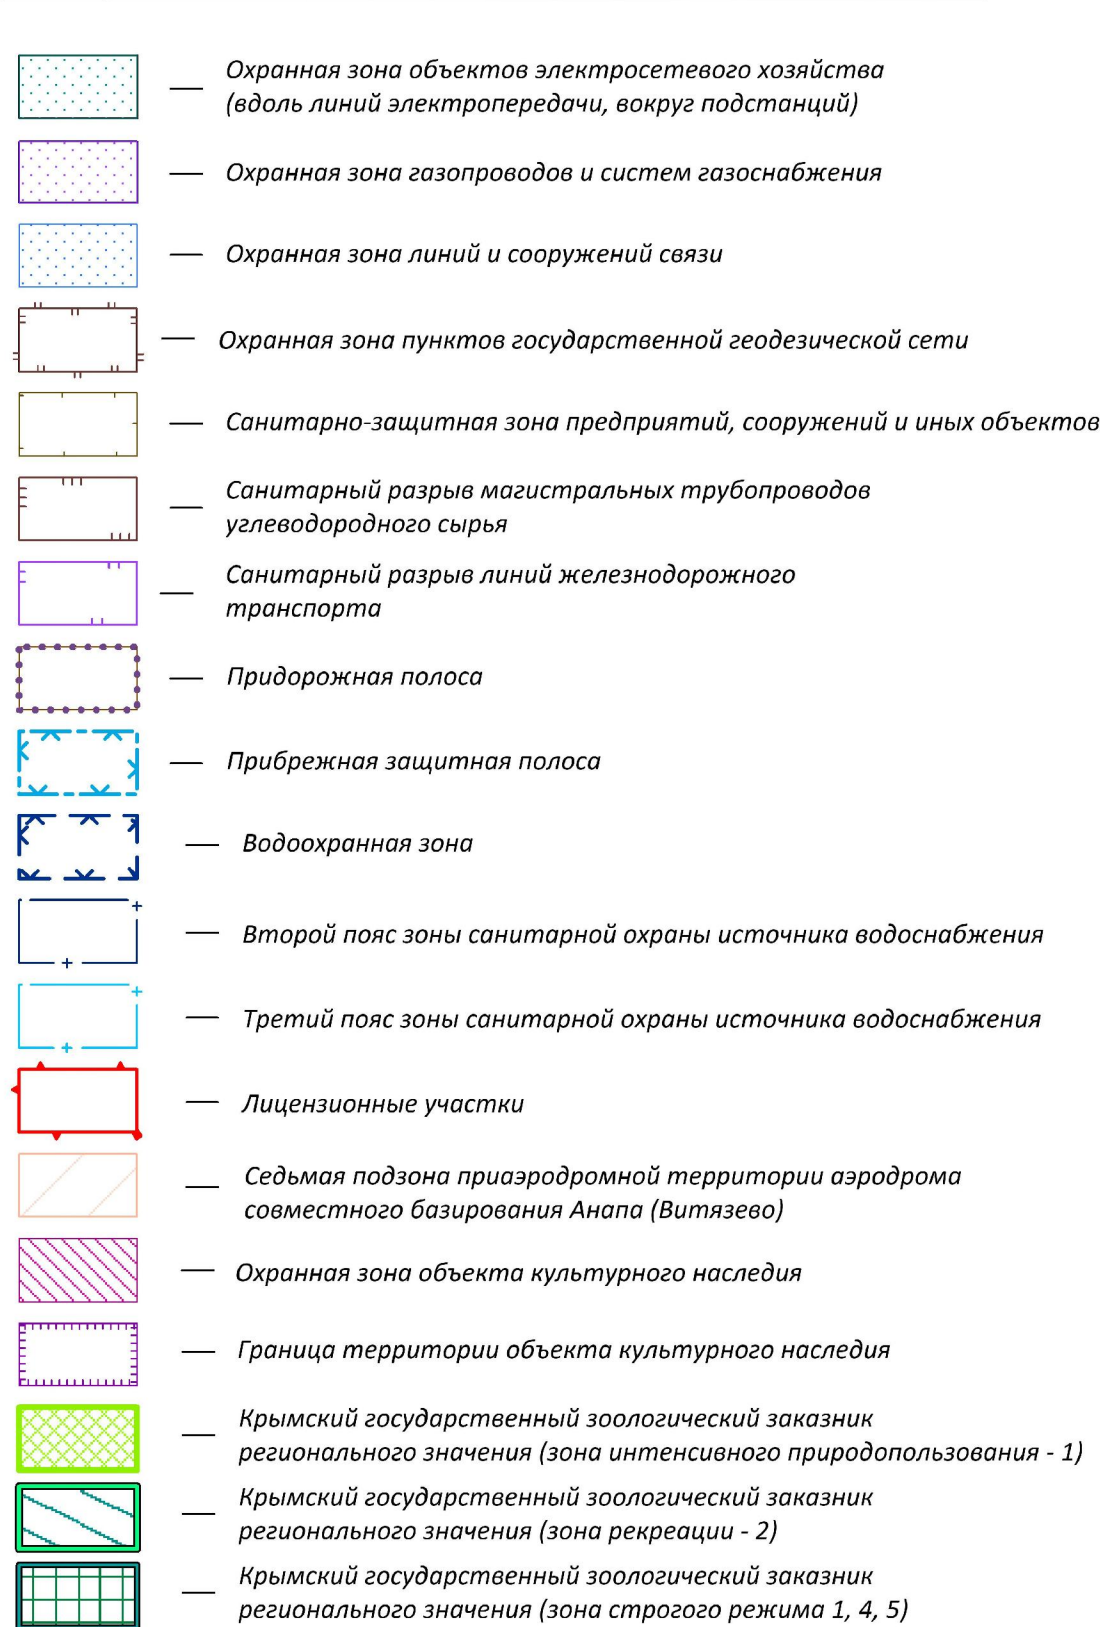 Охранная зона объектов электросетевого хозяйства
(вдоль линий электропередачи, вокруг подстанций)
Охранная зона газопроводов и систем газоснабжения
Охранная зона линий и сооружений связи
Охранная зона пунктов государственной геодезической сети
Санитарно-защитная зона предприятий, сооружений и иных объектов
Санитарный разрыв магистральных трубопроводов
углеводородного сырья
Санитарный разрыв линий железнодорожного
транспорта
Придорожная полоса
Прибрежная защитная полоса
Водоохранная зона
Второй пояс зоны санитарной охраны источника водоснабжения
Третий пояс зоны санитарной охраны источника водоснабжения
Лицензионные участки
Седьмая подзона приаэродромной территории аэродрома
совместного базирования Анапа (Витязево)
Охранная зона объекта культурного наследия
Граница территории объекта культурного наследия
Крымский государственный зоологический заказник
регионального значения (зона интенсивного природопользования - 1)
Крымский государственный зоологический заказник
регионального значения (зона рекреации - 2)
Крымский государственный зоологический заказник
регионального значения (зона строгого режима 1, 4, 5)